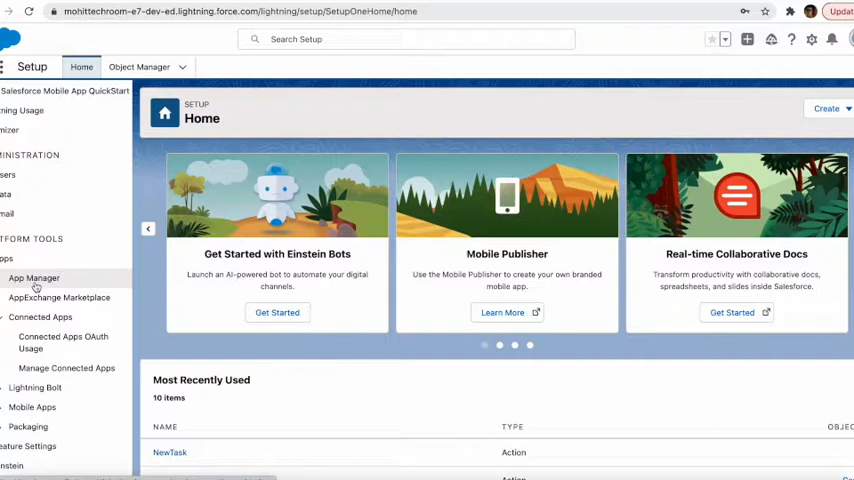 mohittechroom-e7-dev-ed.lightning.force.com/lightning/setup/SetupOneHome/home
Updat
Search Setup
Setup
Home
Object Manager
Salesforce Mobile App QuickStart
tning Usage
mizer
MINISTRATION
sers
ata
mail
TFORM TOOLS
pps
App Manager
AppExchange Marketplace
Connected Apps
Connected Apps OAuth
Usage
Manage Connected Apps
Lightning Bolt
Mobile Apps
Packaging
eature Settings
instein
SETUP
Home
Create
Get Started with Einstein Bots
Launch an AI-powered bot to automate your digital
channels.
Get Started
Mobile Publisher
Use the Mobile Publisher to create your own branded
mobile app.
Learn More
Real-time Collaborative Docs
Transform productivity with collaborative docs,
spreadsheets, and slides inside Salesforce.
Get Started
Most Recently Used
10 items
NAME
TYPE
OBJEC
NewTask
Action
Action